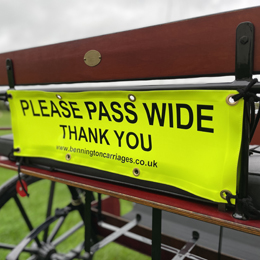 PLEASE PASS WIDE
THANK YOU
www.benningtoncarriages.co.uk